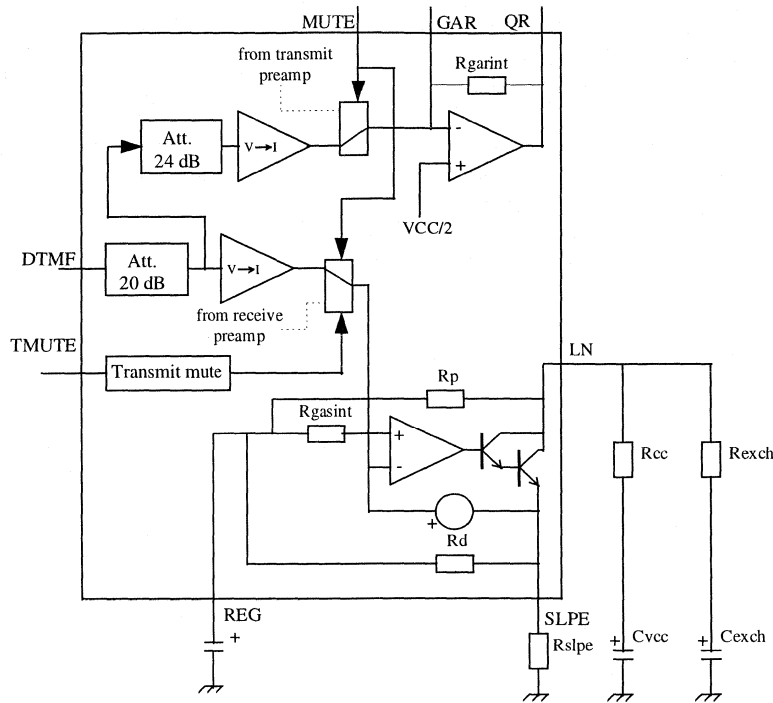 MUTE
GAR
QR
from transmit
preamp
Rgarint
Att.
24 dB
V→I
-
+
VCC/2
DTMF
Att.
20 dB
V→I
from receive
preamp
TMUTE
Transmit mute
LN
Rp
Rgasint
+
-
Rcc
Rexch
+
Rd
REG
+
SLPE
Rslpe
+
Cvcc
+
Cexch